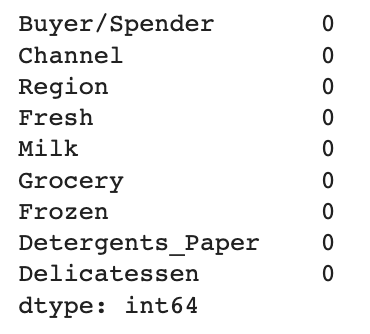 Buyer/Spender 0
Channel 0
Region 0
Fresh 0
Milk 0
Grocery 0
Frozen 0
Detergents_Paper 0
Delicatessen 0
dtype: int64